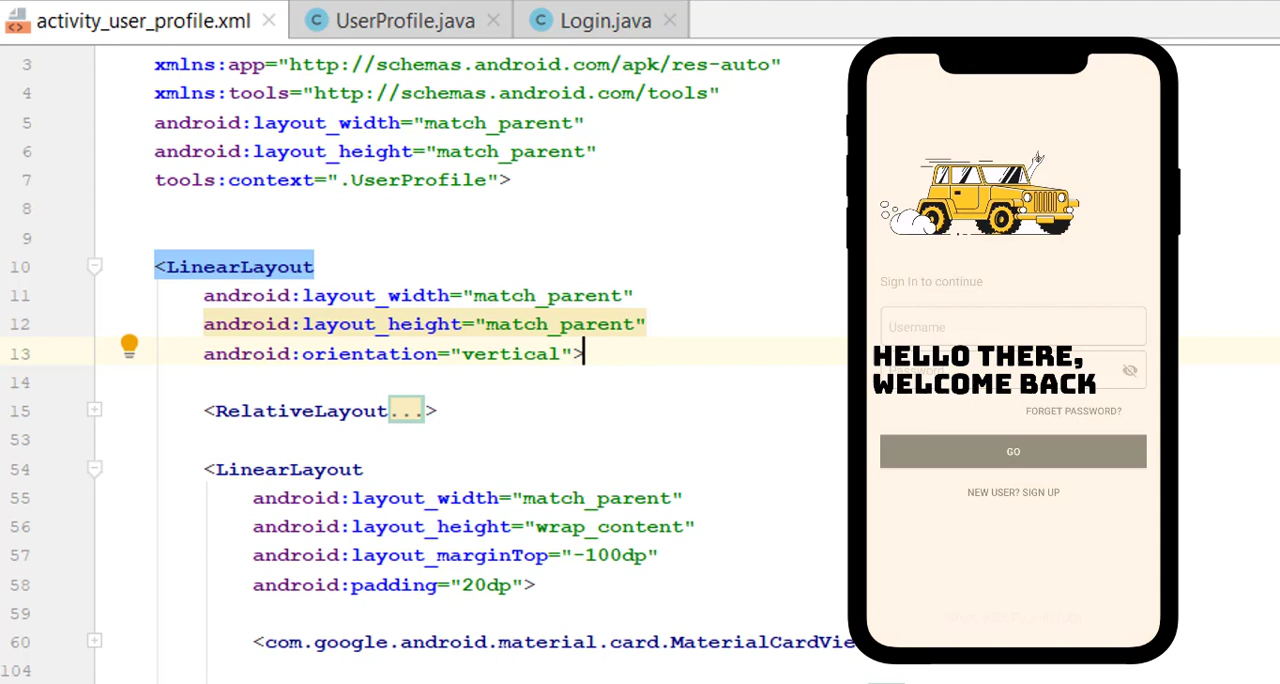 activity_user_profile.xml
UserProfile.java
Login.java
3 xmlns:app="http://schemas.android.com/apk/res-auto"
4 xmlns:tools="http://schemas.android.com/tools"
5 android:layout_width="match_parent"
6 android:layout_height="match_parent"
7 tools:context=".UserProfile">
8
9
10 <LinearLayout
11 android:layout_width="match_parent"
12 android:layout_height="match_parent"
13 android:orientation="vertical">
14
15 <RelativeLayout...>
53
54 <LinearLayout
55 android:layout_width="match_parent"
56 android:layout_height="wrap_content"
57 android:layout_marginTop="-100dp"
58 android:padding="20dp">
59
60 <com.google.android.material.card.MaterialCardVie
104
Sign In to continue
Username
HELLO THERE,
Password
WELCOME BACK
FORGET PASSWORD?
GO
NEW USER? SIGN UP